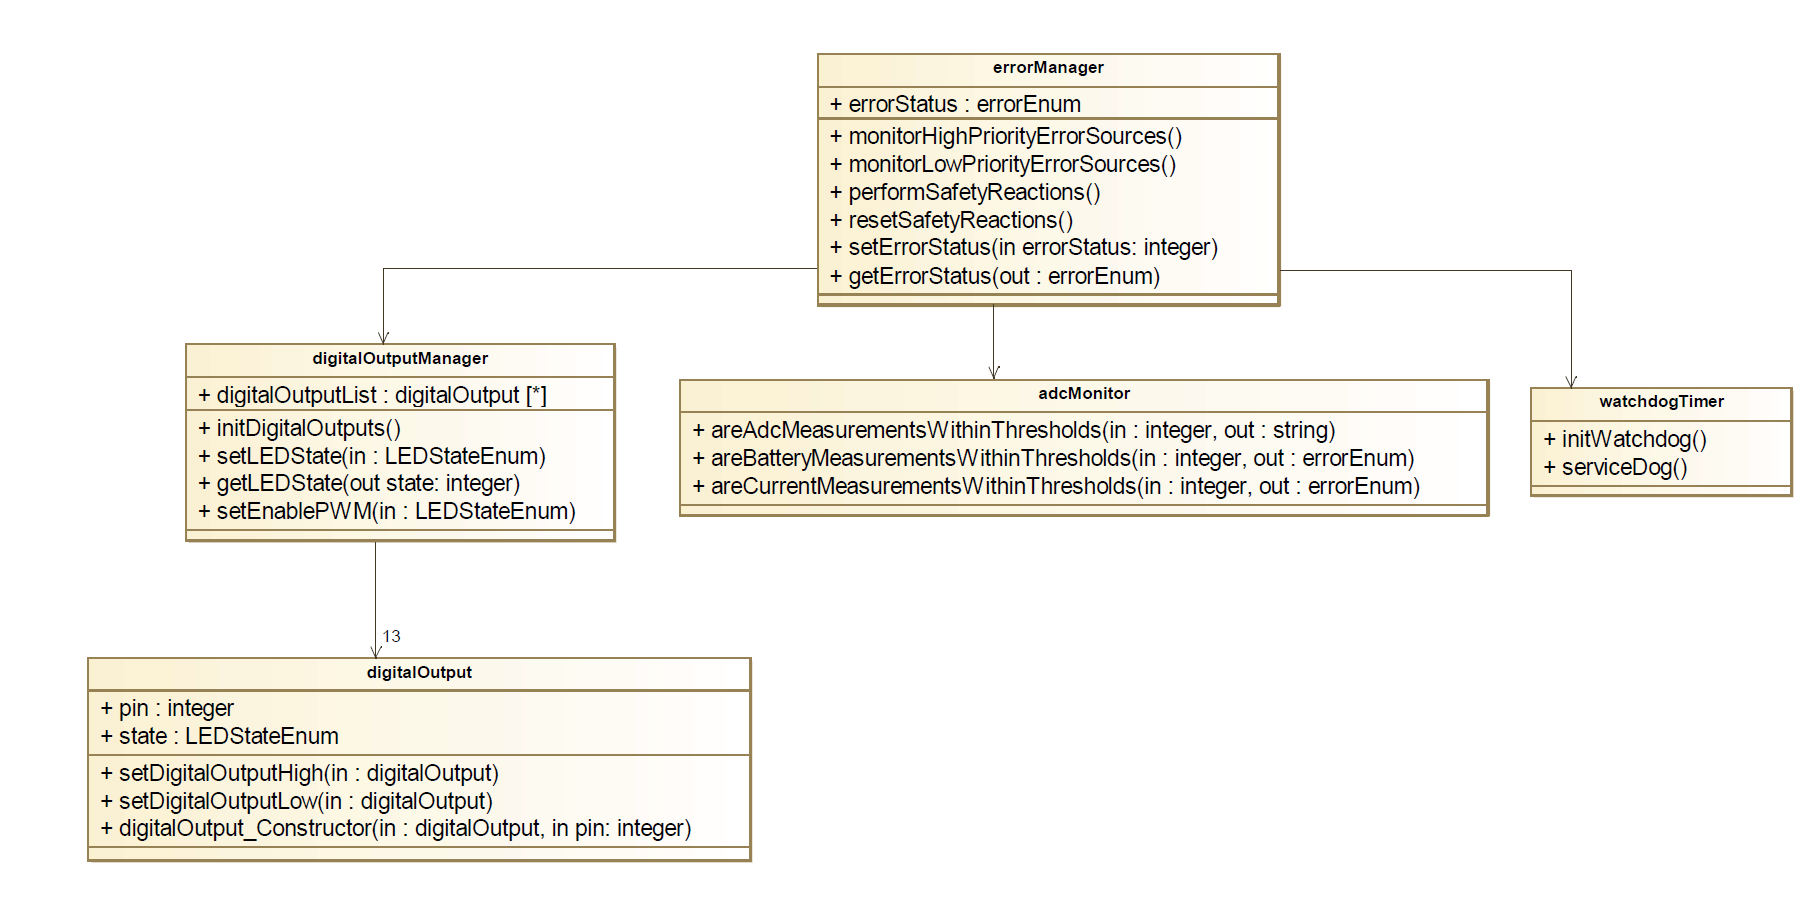 errorManager
+ errorStatus : errorEnum
+ monitorHighPriorityErrorSources()
+ monitorLowPriorityErrorSources()
+ performSafetyReactions()
+ resetSafetyReactions()
+ setErrorStatus(in errorStatus: integer)
+ getErrorStatus(out : errorEnum)
digitalOutputManager
+ digitalOutputList : digitalOutput [*]
+ initDigitalOutputs()
+ setLEDState(in : LEDStateEnum)
+ getLEDState(out state: integer)
+ setEnablePWM(in : LEDStateEnum)
adcMonitor
+ areAdcMeasurementsWithinThresholds(in : integer, out : string)
+ areBatteryMeasurementsWithinThresholds(in : integer, out : errorEnum)
+ areCurrentMeasurementsWithinThresholds(in : integer, out : errorEnum)
watchdogTimer
+ initWatchdog()
+ serviceDog()
13
digitalOutput
+ pin : integer
+ state : LEDStateEnum
+ setDigitalOutputHigh(in : digitalOutput)
+ setDigitalOutputLow(in : digitalOutput)
+ digitalOutput_Constructor(in : digitalOutput, in pin: integer)